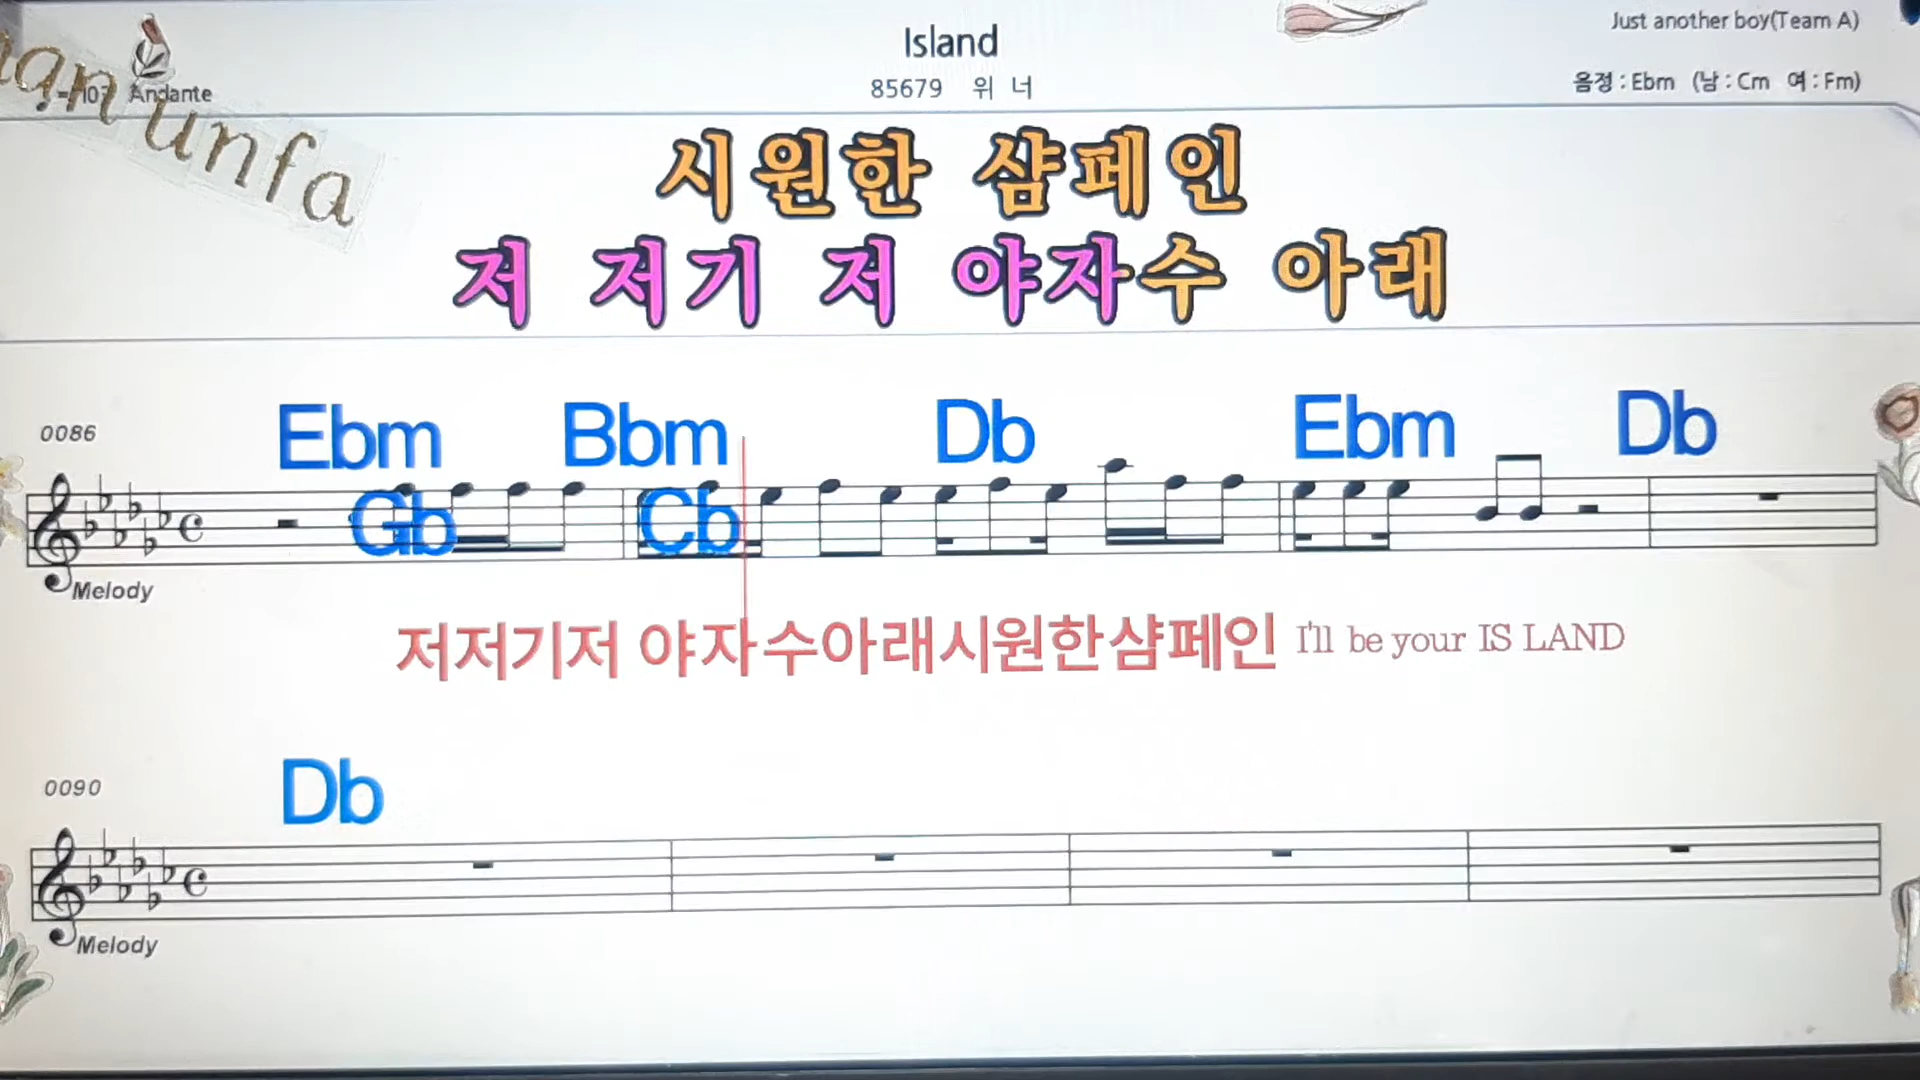 Island
Just another boy(Team A)
85679 위 너
음정 : Ebm (남 : Cm 여 : Fm)
Andante
unfa
시원한 샴페인
저 저기 저 야자수 아래
Ebm Bbm Db Ebm Db
0086
Gb Cb
Melody
저저기저 야자수아래시원한샴페인 I'll be your IS LAND
Db
0090
Melody